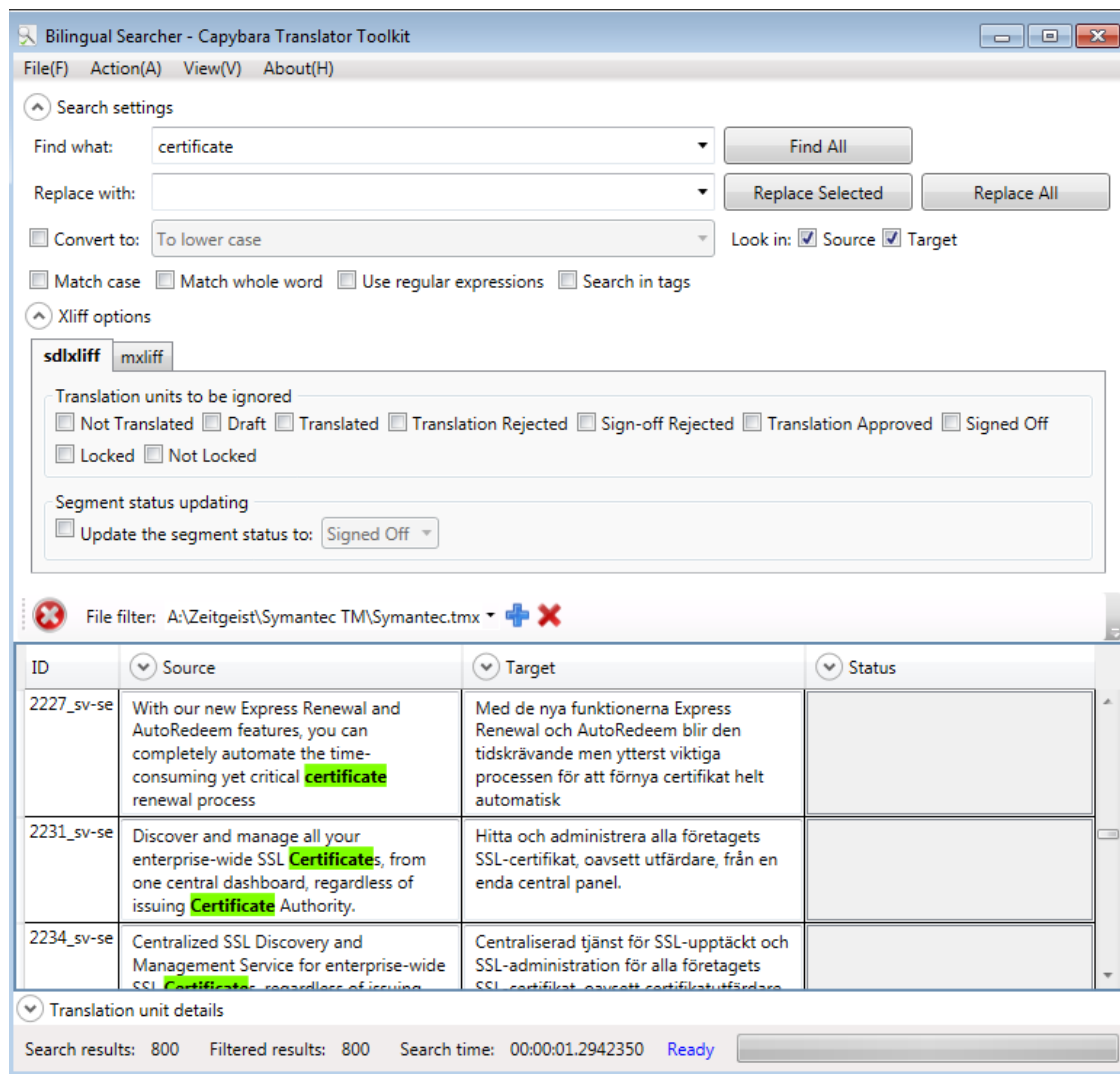 Bilingual Searcher - Capybara Translator Toolkit
File(F) Action(A) View(V) About(H)
Search settings
Find what: certificate Find All
Replace with: Replace Selected Replace All
Convert to: To lower case Look in: Source Target
Match case Match whole word Use regular expressions Search in tags
Xliff options
sdlxliff mxliff
Translation units to be ignored
Not Translated Draft Translated Translation Rejected Sign-off Rejected Translation Approved Signed Off
Locked Not Locked
Segment status updating
Update the segment status to: Signed Off
File filter: A:\Zeitgeist\Symantec TM\Symantec.tmx
ID Source Target Status
2227_sv-se
With our new Express Renewal and
AutoRedeem features, you can
completely automate the time-
consuming yet critical certificate
renewal process
Med de nya funktionerna Express
Renewal och AutoRedeem blir den
tidskrävande men ytterst viktiga
processen för att förnya certifikat helt
automatisk
2231_sv-se
Discover and manage all your
enterprise-wide SSL Certificates, from
one central dashboard, regardless of
issuing Certificate Authority.
Hitta och administrera alla företagets
SSL-certifikat, oavsett utfärdare, från en
enda central panel.
2234_sv-se
Centralized SSL Discovery and
Management Service for enterprise-wide
SSL Certificates, regardless of issuing
Centraliserad tjänst för SSL-upptäckt och
SSL-administration för alla företagets
SSL-certifikat, oavsett certifikatutfärdare
Translation unit details
Search results: 800 Filtered results: 800 Search time: 00:00:01.2942350 Ready